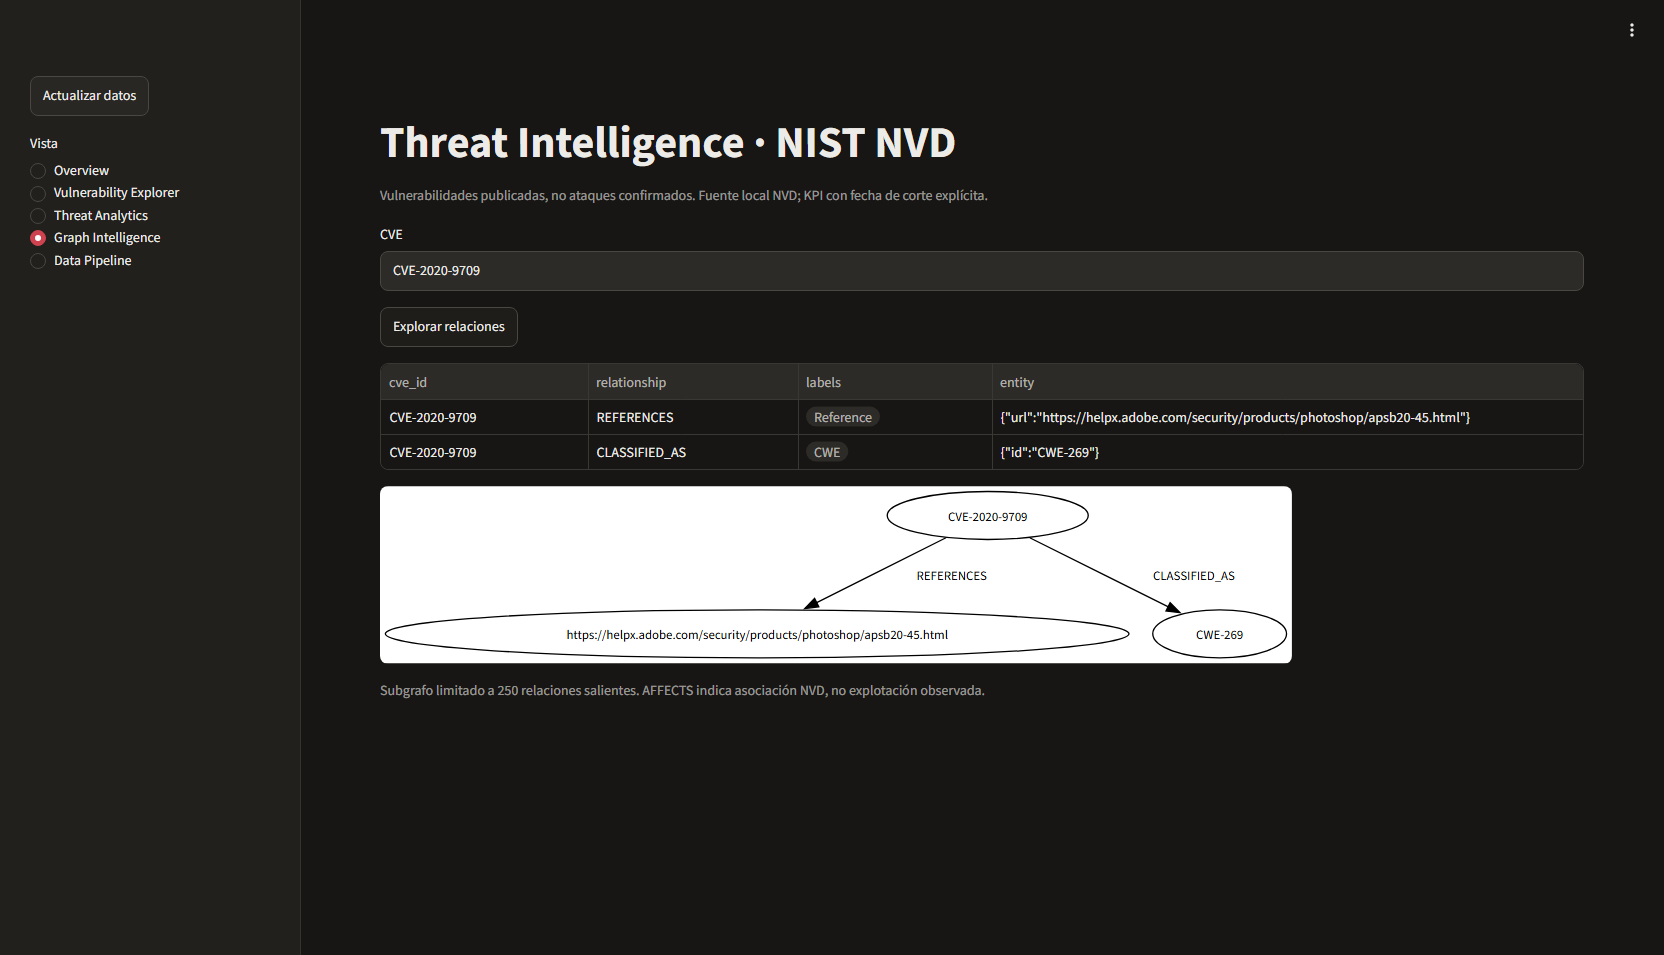 Actualizar datos
Vista
Overview
Vulnerability Explorer
Threat Analytics
Graph Intelligence
Data Pipeline
Threat Intelligence · NIST NVD
Vulnerabilidades publicadas, no ataques confirmados. Fuente local NVD; KPI con fecha de corte explícita.
CVE
CVE-2020-9709
Explorar relaciones
cve_id relationship labels entity
CVE-2020-9709 REFERENCES Reference {"url":"https://helpx.adobe.com/security/products/photoshop/apsb20-45.html"}
CVE-2020-9709 CLASSIFIED_AS CWE {"id":"CWE-269"}
CVE-2020-9709
REFERENCES CLASSIFIED_AS
https://helpx.adobe.com/security/products/photoshop/apsb20-45.html CWE-269
Subgrafo limitado a 250 relaciones salientes. AFFECTS indica asociación NVD, no explotación observada.